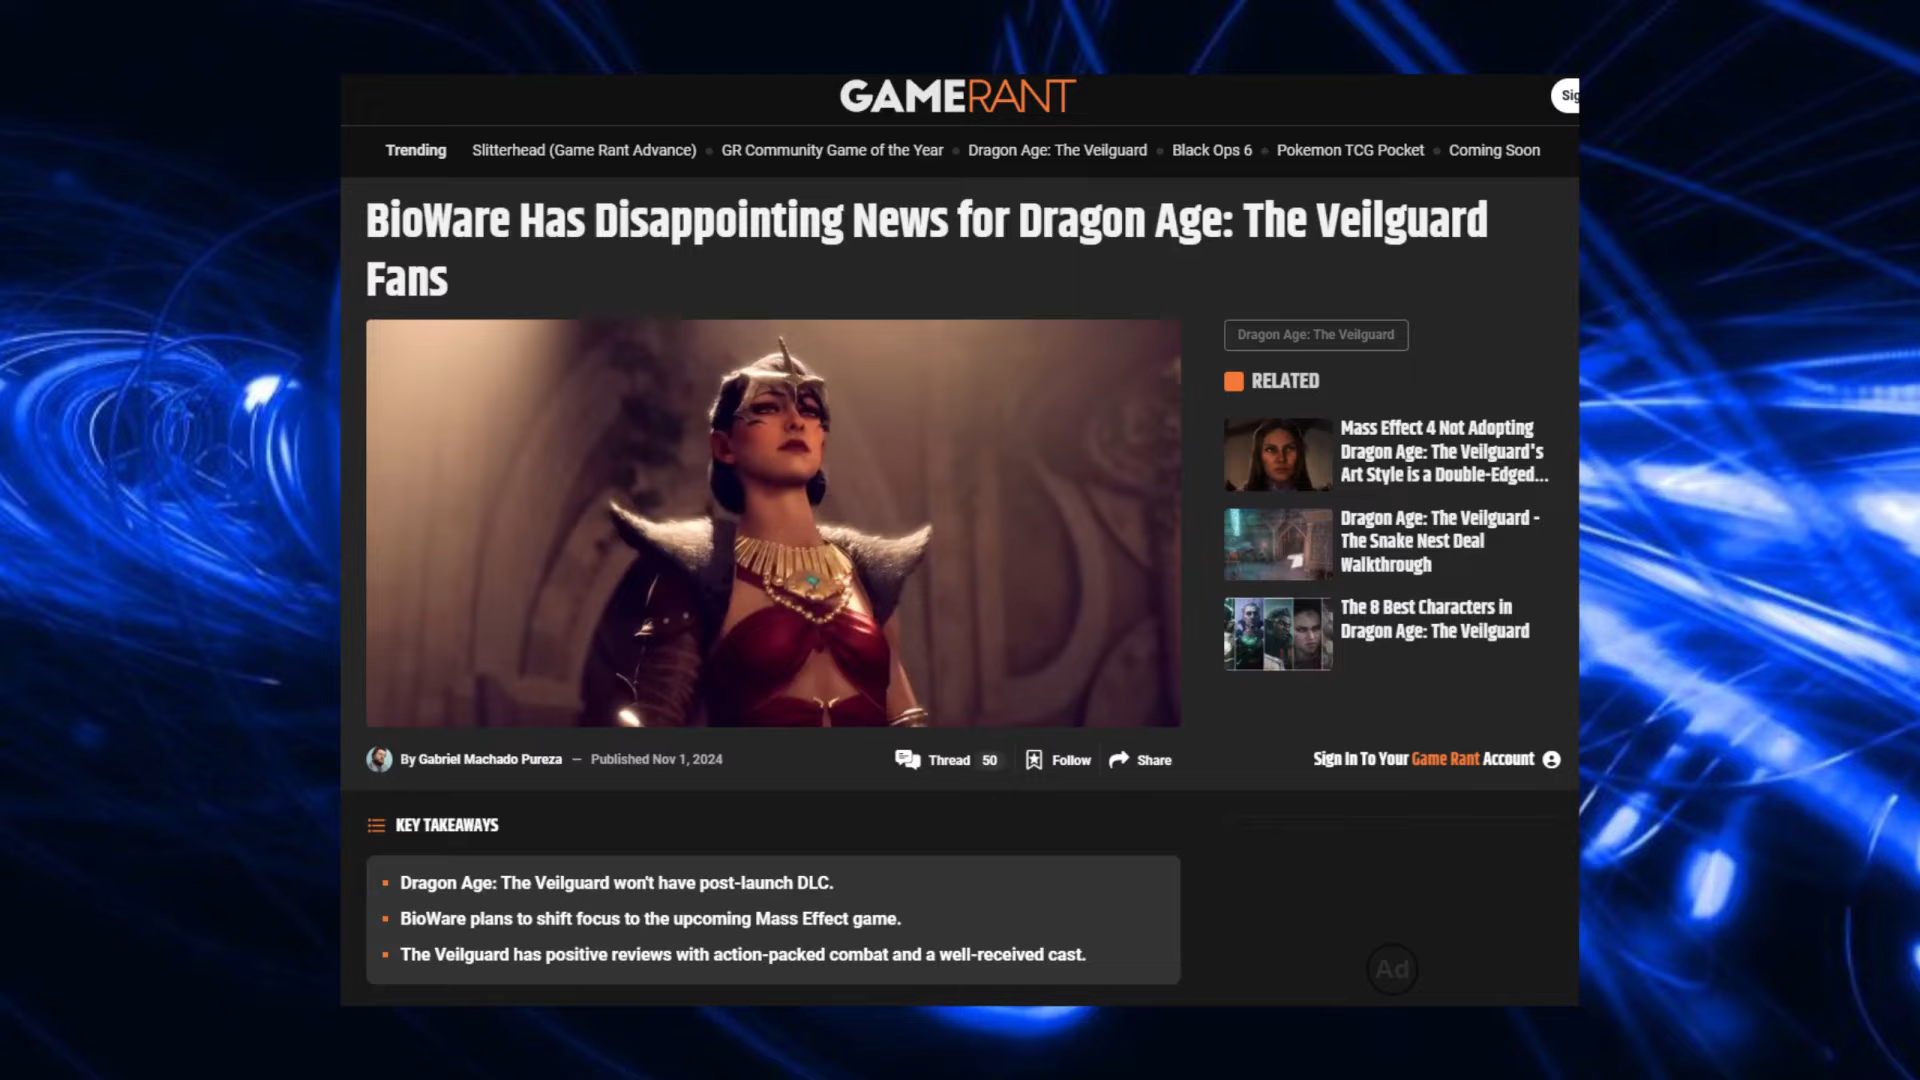 GAMERANT
Sig
Trending Slitterhead (Game Rant Advance) GR Community Game of the Year Dragon Age: The Veilguard Black Ops 6 Pokemon TCG Pocket Coming Soon
BioWare Has Disappointing News for Dragon Age: The Veilguard
Fans
Dragon Age: The Veilguard
RELATED
Mass Effect 4 Not Adopting
Dragon Age: The Veilguard's
Art Style is a Double-Edged...
Dragon Age: The Veilguard -
The Snake Nest Deal
Walkthrough
The 8 Best Characters in
Dragon Age: The Veilguard
By Gabriel Machado Pureza — Published Nov 1, 2024
Thread 50 Follow Share
Sign In To Your Game Rant Account
KEY TAKEAWAYS
Dragon Age: The Veilguard won't have post-launch DLC.
BioWare plans to shift focus to the upcoming Mass Effect game.
The Veilguard has positive reviews with action-packed combat and a well-received cast.
Ad